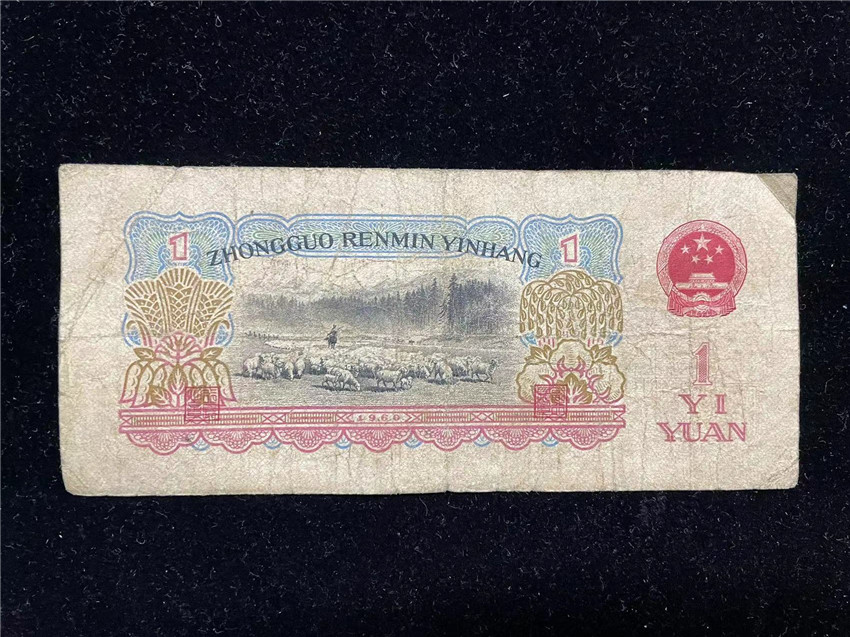 1 ZHONGGUO RENMIN YINHANG 1
1960
1
YI
YUAN